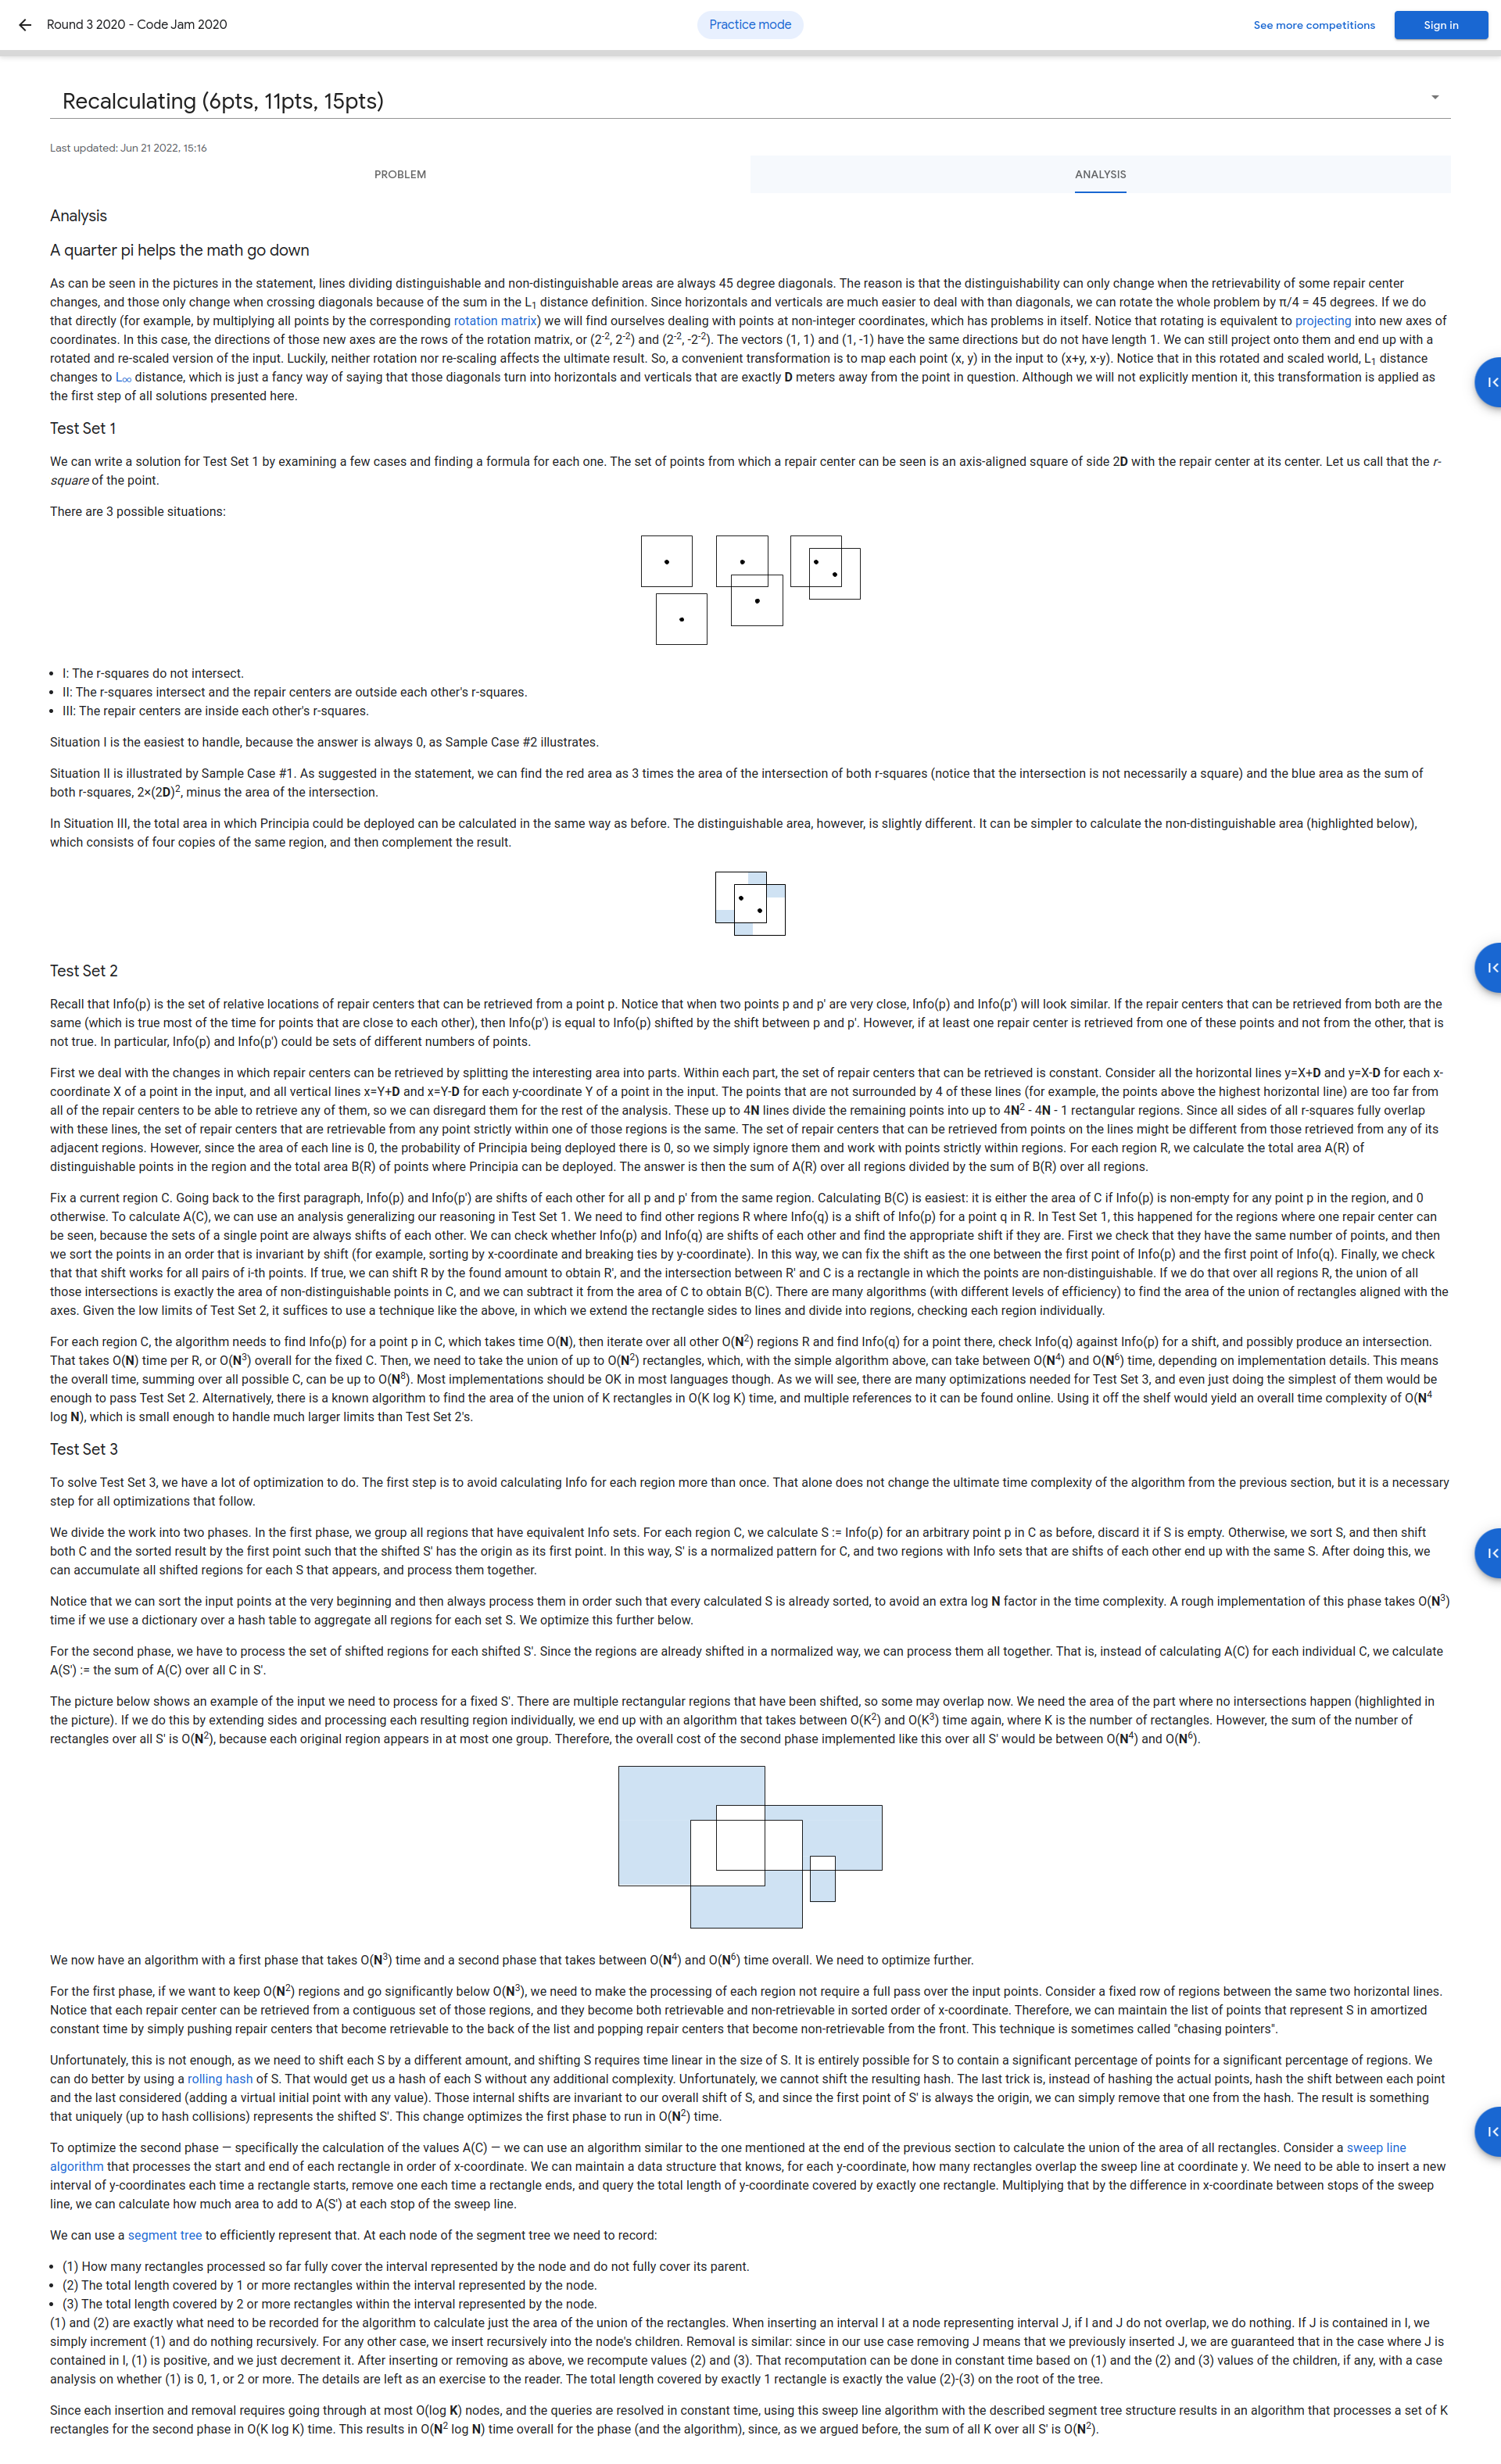 Round 3 2020 - Code Jam 2020
Practice mode
See more competitions
Sign in
Recalculating (6pts, 11pts, 15pts)
Last updated: Jun 21 2022, 15:16
PROBLEM
ANALYSIS
Analysis
A quarter pi helps the math go down
As can be seen in the pictures in the statement, lines dividing distinguishable and non-distinguishable areas are always 45 degree diagonals. The reason is that the distinguishability can only change when the retrievability of some repair center
changes, and those only change when crossing diagonals because of the sum in the L1 distance definition. Since horizontals and verticals are much easier to deal with than diagonals, we can rotate the whole problem by π/4 = 45 degrees. If we do
that directly (for example, by multiplying all points by the corresponding rotation matrix) we will find ourselves dealing with points at non-integer coordinates, which has problems in itself. Notice that rotating is equivalent to projecting into new axes of
coordinates. In this case, the directions of those new axes are the rows of the rotation matrix, or (2-2, 2-2) and (2-2, -2-2). The vectors (1, 1) and (1, -1) have the same directions but do not have length 1. We can still project onto them and end up with a
rotated and re-scaled version of the input. Luckily, neither rotation nor re-scaling affects the ultimate result. So, a convenient transformation is to map each point (x, y) in the input to (x+y, x-y). Notice that in this rotated and scaled world, L1 distance
changes to L∞ distance, which is just a fancy way of saying that those diagonals turn into horizontals and verticals that are exactly D meters away from the point in question. Although we will not explicitly mention it, this transformation is applied as
the first step of all solutions presented here.
Test Set 1
We can write a solution for Test Set 1 by examining a few cases and finding a formula for each one. The set of points from which a repair center can be seen is an axis-aligned square of side 2D with the repair center at its center. Let us call that the r-
square of the point.
There are 3 possible situations:
• I: The r-squares do not intersect.
• II: The r-squares intersect and the repair centers are outside each other's r-squares.
• III: The repair centers are inside each other's r-squares.
Situation I is the easiest to handle, because the answer is always 0, as Sample Case #2 illustrates.
Situation II is illustrated by Sample Case #1. As suggested in the statement, we can find the red area as 3 times the area of the intersection of both r-squares (notice that the intersection is not necessarily a square) and the blue area as the sum of
both r-squares, 2×(2D)2, minus the area of the intersection.
In Situation III, the total area in which Principia could be deployed can be calculated in the same way as before. The distinguishable area, however, is slightly different. It can be simpler to calculate the non-distinguishable area (highlighted below),
which consists of four copies of the same region, and then complement the result.
Test Set 2
Recall that Info(p) is the set of relative locations of repair centers that can be retrieved from a point p. Notice that when two points p and p' are very close, Info(p) and Info(p') will look similar. If the repair centers that can be retrieved from both are the
same (which is true most of the time for points that are close to each other), then Info(p') is equal to Info(p) shifted by the shift between p and p'. However, if at least one repair center is retrieved from one of these points and not from the other, that is
not true. In particular, Info(p) and Info(p') could be sets of different numbers of points.
First we deal with the changes in which repair centers can be retrieved by splitting the interesting area into parts. Within each part, the set of repair centers that can be retrieved is constant. Consider all the horizontal lines y=X+D and y=X-D for each x-
coordinate X of a point in the input, and all vertical lines x=Y+D and x=Y-D for each y-coordinate Y of a point in the input. The points that are not surrounded by 4 of these lines (for example, the points above the highest horizontal line) are too far from
all of the repair centers to be able to retrieve any of them, so we can disregard them for the rest of the analysis. These up to 4N lines divide the remaining points into up to 4N2 - 4N - 1 rectangular regions. Since all sides of all r-squares fully overlap
with these lines, the set of repair centers that are retrievable from any point strictly within one of those regions is the same. The set of repair centers that can be retrieved from points on the lines might be different from those retrieved from any of its
adjacent regions. However, since the area of each line is 0, the probability of Principia being deployed there is 0, so we simply ignore them and work with points strictly within regions. For each region R, we calculate the total area A(R) of
distinguishable points in the region and the total area B(R) of points where Principia can be deployed. The answer is then the sum of A(R) over all regions divided by the sum of B(R) over all regions.
Fix a current region C. Going back to the first paragraph, Info(p) and Info(p') are shifts of each other for all p and p' from the same region. Calculating B(C) is easiest: it is either the area of C if Info(p) is non-empty for any point p in the region, and 0
otherwise. To calculate A(C), we can use an analysis generalizing our reasoning in Test Set 1. We need to find other regions R where Info(q) is a shift of Info(p) for a point q in R. In Test Set 1, this happened for the regions where one repair center can
be seen, because the sets of a single point are always shifts of each other. We can check whether Info(p) and Info(q) are shifts of each other and find the appropriate shift if they are. First we check that they have the same number of points, and then
we sort the points in an order that is invariant by shift (for example, sorting by x-coordinate and breaking ties by y-coordinate). In this way, we can fix the shift as the one between the first point of Info(p) and the first point of Info(q). Finally, we check
that that shift works for all pairs of i-th points. If true, we can shift R by the found amount to obtain R', and the intersection between R' and C is a rectangle in which the points are non-distinguishable. If we do that over all regions R, the union of all
those intersections is exactly the area of non-distinguishable points in C, and we can subtract it from the area of C to obtain B(C). There are many algorithms (with different levels of efficiency) to find the area of the union of rectangles aligned with the
axes. Given the low limits of Test Set 2, it suffices to use a technique like the above, in which we extend the rectangle sides to lines and divide into regions, checking each region individually.
For each region C, the algorithm needs to find Info(p) for a point p in C, which takes time O(N), then iterate over all other O(N2) regions R and find Info(q) for a point there, check Info(q) against Info(p) for a shift, and possibly produce an intersection.
That takes O(N) time per R, or O(N3) overall for the fixed C. Then, we need to take the union of up to O(N2) rectangles, which, with the simple algorithm above, can take between O(N4) and O(N6) time, depending on implementation details. This means
the overall time, summing over all possible C, can be up to O(N8). Most implementations should be OK in most languages though. As we will see, there are many optimizations needed for Test Set 3, and even just doing the simplest of them would be
enough to pass Test Set 2. Alternatively, there is a known algorithm to find the area of the union of K rectangles in O(K log K) time, and multiple references to it can be found online. Using it off the shelf would yield an overall time complexity of O(N4
log N), which is small enough to handle much larger limits than Test Set 2's.
Test Set 3
To solve Test Set 3, we have a lot of optimization to do. The first step is to avoid calculating Info for each region more than once. That alone does not change the ultimate time complexity of the algorithm from the previous section, but it is a necessary
step for all optimizations that follow.
We divide the work into two phases. In the first phase, we group all regions that have equivalent Info sets. For each region C, we calculate S := Info(p) for an arbitrary point p in C as before, discard it if S is empty. Otherwise, we sort S, and then shift
both C and the sorted result by the first point such that the shifted S' has the origin as its first point. In this way, S' is a normalized pattern for C, and two regions with Info sets that are shifts of each other end up with the same S. After doing this, we
can accumulate all shifted regions for each S that appears, and process them together.
Notice that we can sort the input points at the very beginning and then always process them in order such that every calculated S is already sorted, to avoid an extra log N factor in the time complexity. A rough implementation of this phase takes O(N3)
time if we use a dictionary over a hash table to aggregate all regions for each set S. We optimize this further below.
For the second phase, we have to process the set of shifted regions for each shifted S'. Since the regions are already shifted in a normalized way, we can process them all together. That is, instead of calculating A(C) for each individual C, we calculate
A(S') := the sum of A(C) over all C in S'.
The picture below shows an example of the input we need to process for a fixed S'. There are multiple rectangular regions that have been shifted, so some may overlap now. We need the area of the part where no intersections happen (highlighted in
the picture). If we do this by extending sides and processing each resulting region individually, we end up with an algorithm that takes between O(K2) and O(K3) time again, where K is the number of rectangles. However, the sum of the number of
rectangles over all S' is O(N2), because each original region appears in at most one group. Therefore, the overall cost of the second phase implemented like this over all S' would be between O(N4) and O(N6).
We now have an algorithm with a first phase that takes O(N3) time and a second phase that takes between O(N4) and O(N6) time overall. We need to optimize further.
For the first phase, if we want to keep O(N2) regions and go significantly below O(N3), we need to make the processing of each region not require a full pass over the input points. Consider a fixed row of regions between the same two horizontal lines.
Notice that each repair center can be retrieved from a contiguous set of those regions, and they become both retrievable and non-retrievable in sorted order of x-coordinate. Therefore, we can maintain the list of points that represent S in amortized
constant time by simply pushing repair centers that become retrievable to the back of the list and popping repair centers that become non-retrievable from the front. This technique is sometimes called "chasing pointers".
Unfortunately, this is not enough, as we need to shift each S by a different amount, and shifting S requires time linear in the size of S. It is entirely possible for S to contain a significant percentage of points for a significant percentage of regions. We
can do better by using a rolling hash of S. That would get us a hash of each S without any additional complexity. Unfortunately, we cannot shift the resulting hash. The last trick is, instead of hashing the actual points, hash the shift between each point
and the last considered (adding a virtual initial point with any value). Those internal shifts are invariant to our overall shift of S, and since the first point of S' is always the origin, we can simply remove that one from the hash. The result is something
that uniquely (up to hash collisions) represents the shifted S'. This change optimizes the first phase to run in O(N2) time.
To optimize the second phase — specifically the calculation of the values A(C) — we can use an algorithm similar to the one mentioned at the end of the previous section to calculate the union of the area of all rectangles. Consider a sweep line
algorithm that processes the start and end of each rectangle in order of x-coordinate. We can maintain a data structure that knows, for each y-coordinate, how many rectangles overlap the sweep line at coordinate y. We need to be able to insert a new
interval of y-coordinates each time a rectangle starts, remove one each time a rectangle ends, and query the total length of y-coordinate covered by exactly one rectangle. Multiplying that by the difference in x-coordinate between stops of the sweep
line, we can calculate how much area to add to A(S') at each stop of the sweep line.
We can use a segment tree to efficiently represent that. At each node of the segment tree we need to record:
• (1) How many rectangles processed so far fully cover the interval represented by the node and do not fully cover its parent.
• (2) The total length covered by 1 or more rectangles within the interval represented by the node.
• (3) The total length covered by 2 or more rectangles within the interval represented by the node.
(1) and (2) are exactly what need to be recorded for the algorithm to calculate just the area of the union of the rectangles. When inserting an interval I at a node representing interval J, if I and J do not overlap, we do nothing. If J is contained in I, we
simply increment (1) and do nothing recursively. For any other case, we insert recursively into the node's children. Removal is similar: since in our use case removing J means that we previously inserted J, we are guaranteed that in the case where J is
contained in I, (1) is positive, and we just decrement it. After inserting or removing as above, we recompute values (2) and (3). That recomputation can be done in constant time based on (1) and the (2) and (3) values of the children, if any, with a case
analysis on whether (1) is 0, 1, or 2 or more. The details are left as an exercise to the reader. The total length covered by exactly 1 rectangle is exactly the value (2)-(3) on the root of the tree.
Since each insertion and removal requires going through at most O(log K) nodes, and the queries are resolved in constant time, using this sweep line algorithm with the described segment tree structure results in an algorithm that processes a set of K
rectangles for the second phase in O(K log K) time. This results in O(N2 log N) time overall for the phase (and the algorithm), since, as we argued before, the sum of all K over all S' is O(N2).